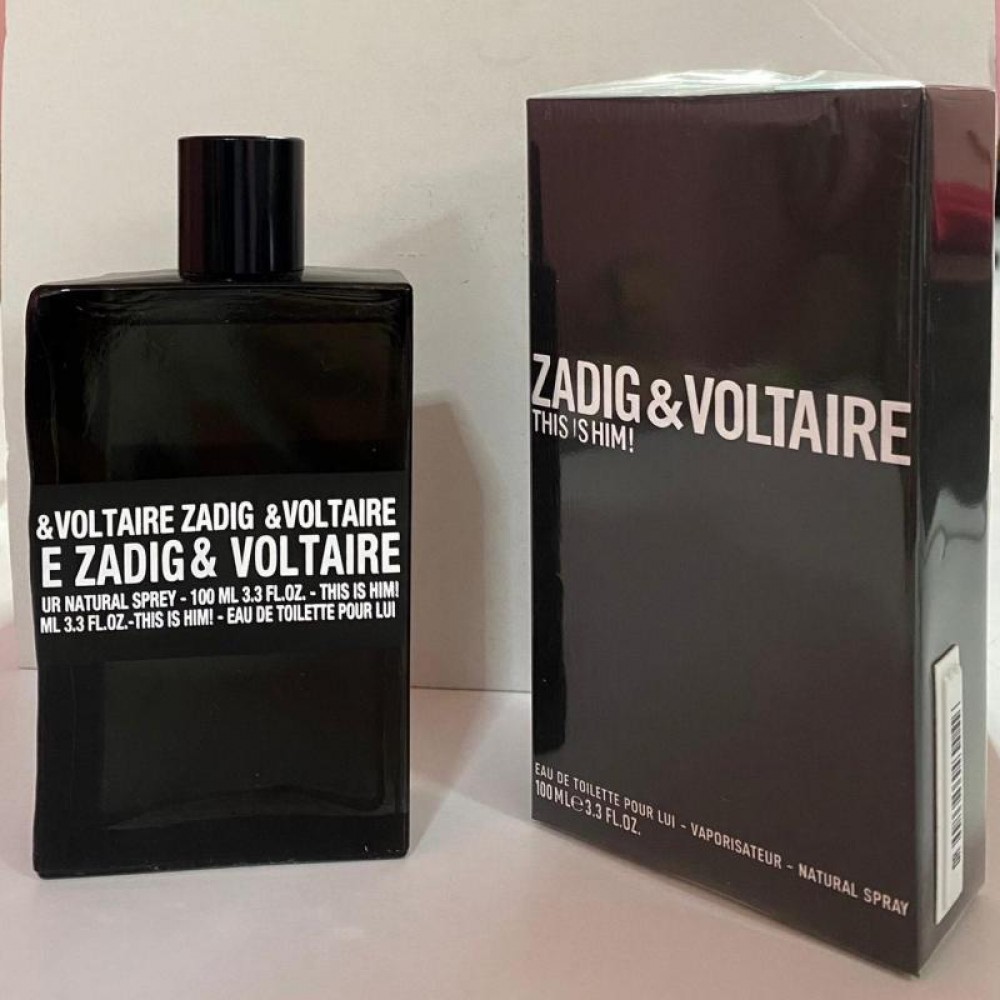 &VOLTAIRE ZADIG &VOLTAIRE
E ZADIG& VOLTAIRE
UR NATURAL SPREY - 100 ML 3.3 FL.OZ. - THIS IS HIM!
ML 3.3 FL.OZ.-THIS IS HIM! - EAU DE TOILETTE POUR LUI
ZADIG &VOLTAIRE
THIS IS HIM!
EAU DE TOILETTE POUR LUI - VAPORISATEUR - NATURAL SPRAY
100 ML℮3.3 FL.OZ.